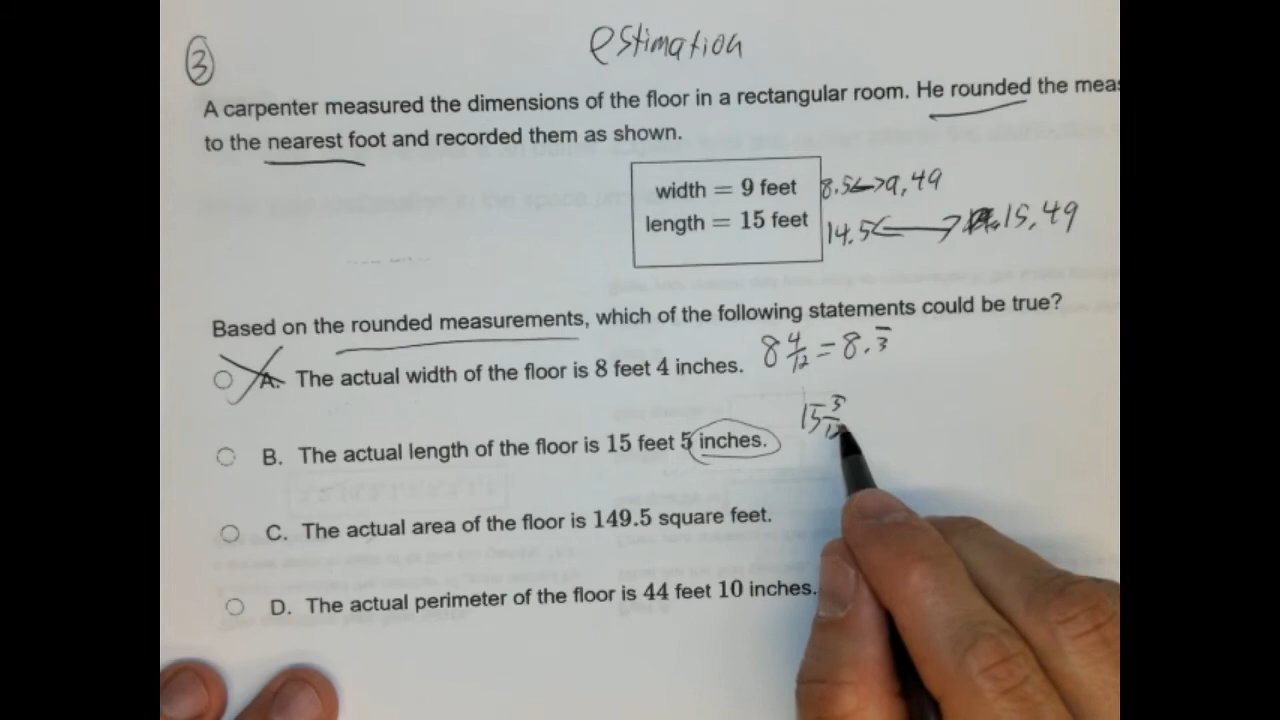 ③
estimation
A carpenter measured the dimensions of the floor in a rectangular room. He rounded the
to the nearest foot and recorded them as shown.
width = 9 feet 8.5<->9,49
length = 15 feet 14.5<->15,49
Based on the rounded measurements, which of the following statements could be true?
A. The actual width of the floor is 8 feet 4 inches. 8 4/12 = 8.3̅
B. The actual length of the floor is 15 feet 5 inches. 15 5/12
C. The actual area of the floor is 149.5 square feet.
D. The actual perimeter of the floor is 44 feet 10 inches.